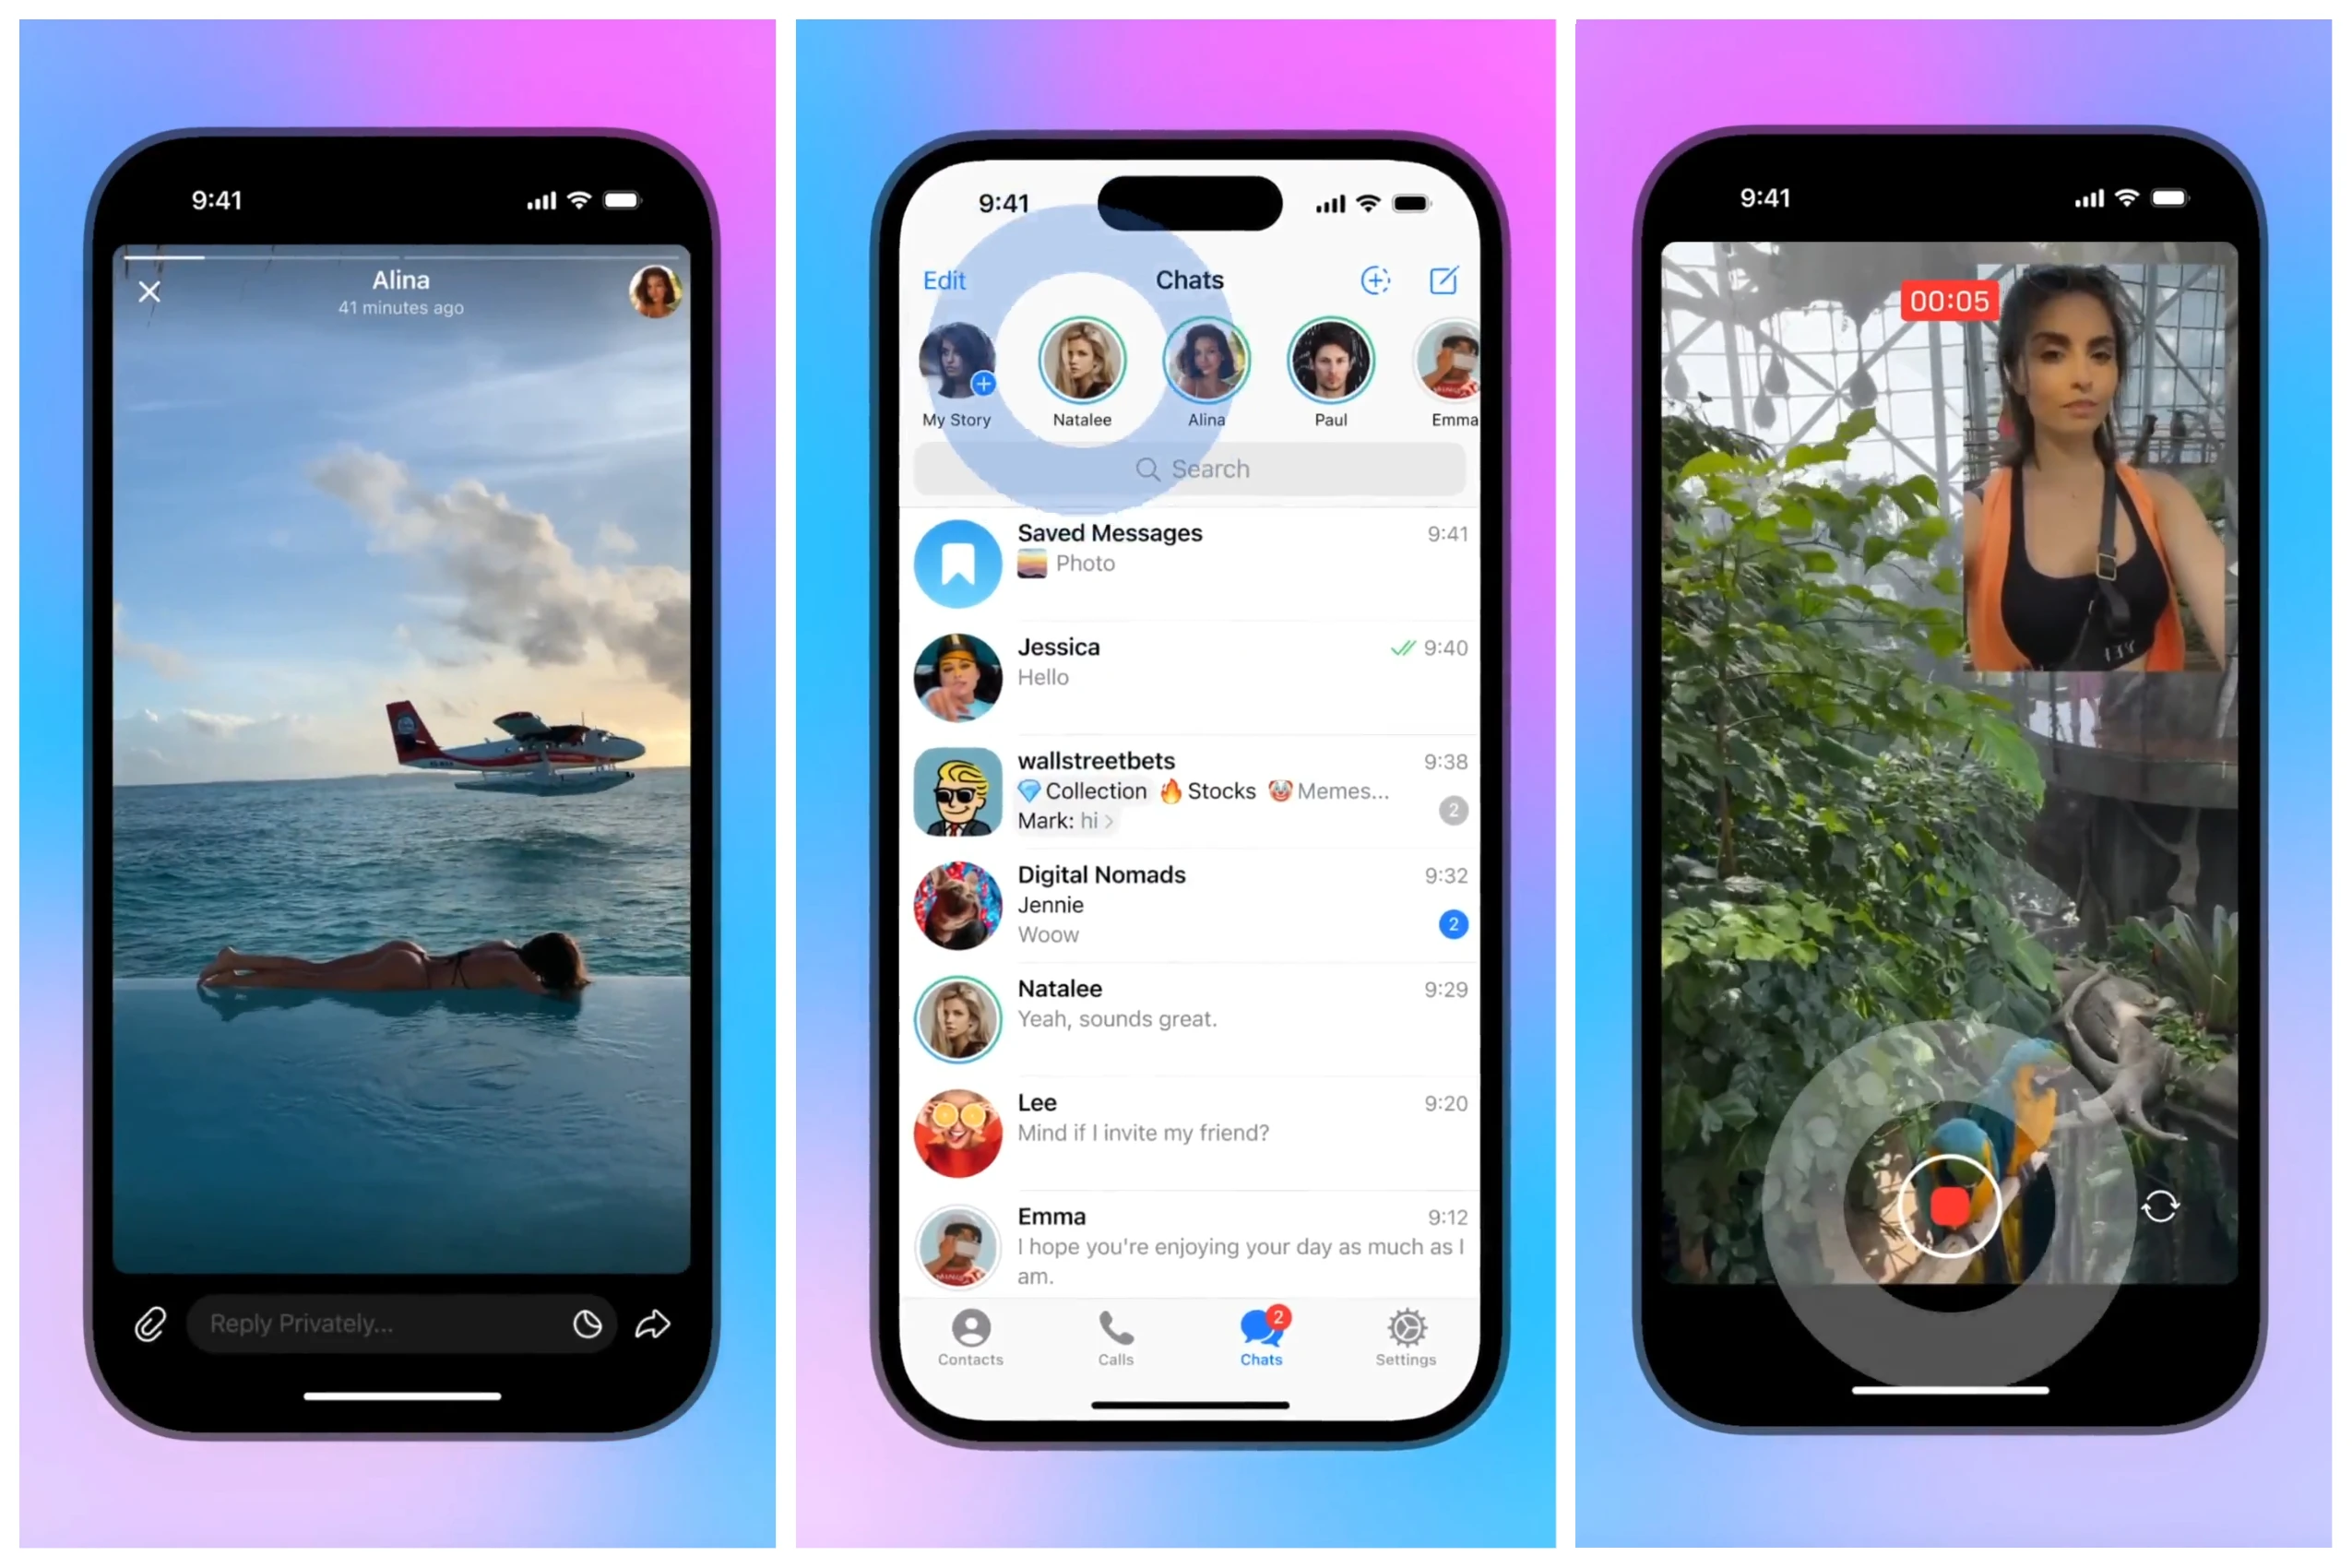 9:41
Alina
41 minutes ago
Reply Privately...
9:41
Edit
Chats
My Story
Natalee
Alina
Paul
Emma
Search
Saved Messages
9:41
Photo
Jessica
9:40
Hello
wallstreetbets
9:38
💎 Collection 🔥 Stocks 🤡 Memes...
Mark: hi >
2
Digital Nomads
9:32
Jennie
Woow
2
Natalee
9:29
Yeah, sounds great.
Lee
9:20
Mind if I invite my friend?
Emma
9:12
I hope you're enjoying your day as much as I
am.
Contacts
Calls
2
Chats
Settings
9:41
00:05